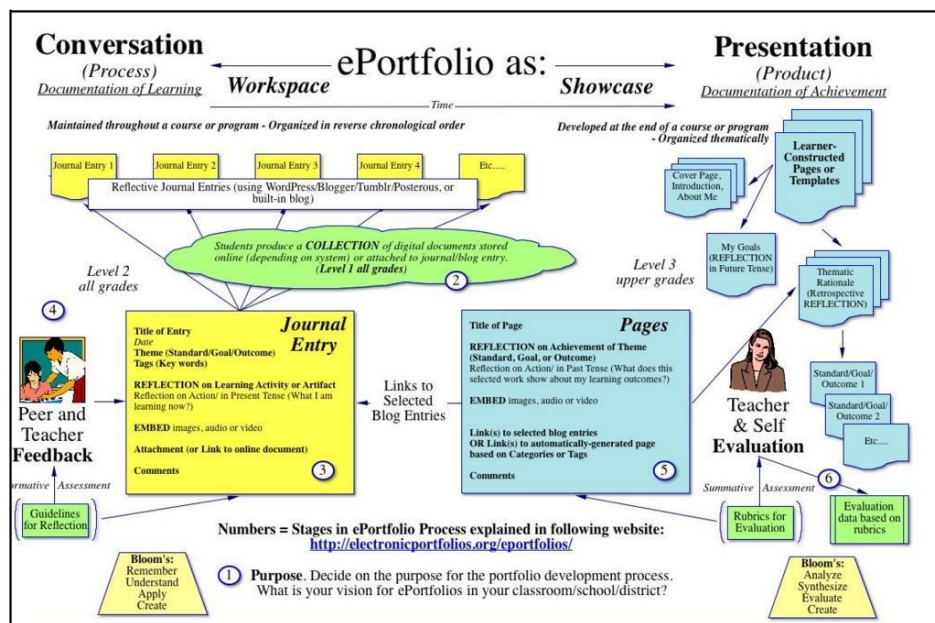 Conversation
(Process)
Documentation of Learning
ePortfolio as:
Workspace
Showcase
Presentation
(Product)
Documentation of Achievement
Time
Maintained throughout a course or program - Organized in reverse chronological order
Developed at the end of a course or program
- Organized thematically
Journal Entry 1
Journal Entry 2
Journal Entry 3
Journal Entry 4
Etc.....
Reflective Journal Entries (using WordPress/Blogger/Tumblr/Posterous, or
built-in blog)
Students produce a COLLECTION of digital documents stored
online (depending on system) or attached to journal/blog entry.
(Level 1 all grades)
2
Level 2
all grades
Level 3
upper grades
Cover Page,
Introduction,
About Me
Learner-
Constructed
Pages or
Templates
My Goals
(REFLECTION
in Future Tense)
Thematic
Rationale
(Retrospective
REFLECTION)
Standard/Goal/
Outcome 1
Standard/Goal/
Outcome 2
Etc....
4
Peer and
Teacher
Feedback
Journal
Entry
Title of Entry
Date
Theme (Standard/Goal/Outcome)
Tags (Key words)
REFLECTION on Learning Activity or Artifact
Reflection on Action/ in Present Tense (What I am
learning now?)
EMBED images, audio or video
Attachment (or Link to online document)
Comments
3
Links to
Selected
Blog Entries
Pages
Title of Page
REFLECTION on Achievement of Theme
(Standard, Goal, or Outcome)
Reflection on Action/ in Past Tense (What does this
selected work show about my learning outcomes?)
EMBED images, audio or video
Link(s) to selected blog entries
OR Link(s) to automatically-generated page
based on Categories or Tags
Comments
5
Teacher
& Self
Evaluation
6
ormative Assessment
Guidelines
for Reflection
Summative Assessment
Rubrics for
Evaluation
Evaluation
data based on
rubrics
Numbers = Stages in ePortfolio Process explained in following website:
http://electronicportfolios.org/eportfolios/
1 Purpose. Decide on the purpose for the portfolio development process.
What is your vision for ePortfolios in your classroom/school/district?
Bloom's:
Remember
Understand
Apply
Create
Bloom's:
Analyze
Synthesize
Evaluate
Create